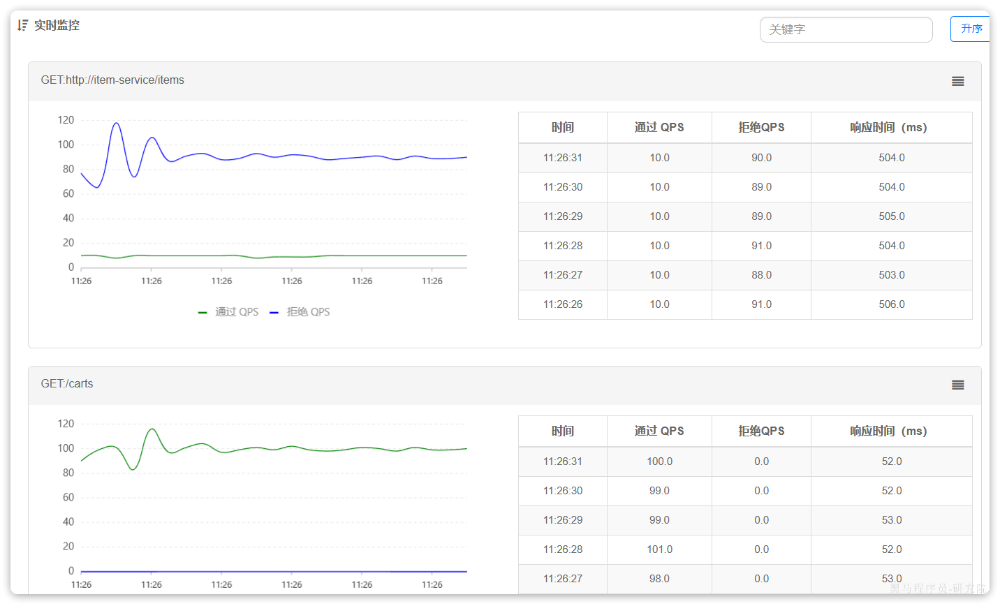 实时监控
关键字
升序
GET:http://item-service/items
120
100
80
60
40
20
0
11:26 11:26 11:26 11:26 11:26 11:26
通过 QPS 拒绝 QPS
时间 通过 QPS 拒绝QPS 响应时间（ms）
11:26:31 10.0 90.0 504.0
11:26:30 10.0 89.0 504.0
11:26:29 10.0 89.0 505.0
11:26:28 10.0 91.0 504.0
11:26:27 10.0 88.0 503.0
11:26:26 10.0 91.0 506.0
GET:/carts
120
100
80
60
40
20
0
11:26 11:26 11:26 11:26 11:26 11:26
时间 通过 QPS 拒绝QPS 响应时间（ms）
11:26:31 100.0 0.0 52.0
11:26:30 99.0 0.0 52.0
11:26:29 99.0 0.0 53.0
11:26:28 101.0 0.0 52.0
11:26:27 98.0 0.0 53.0
黑马程序员-研究院